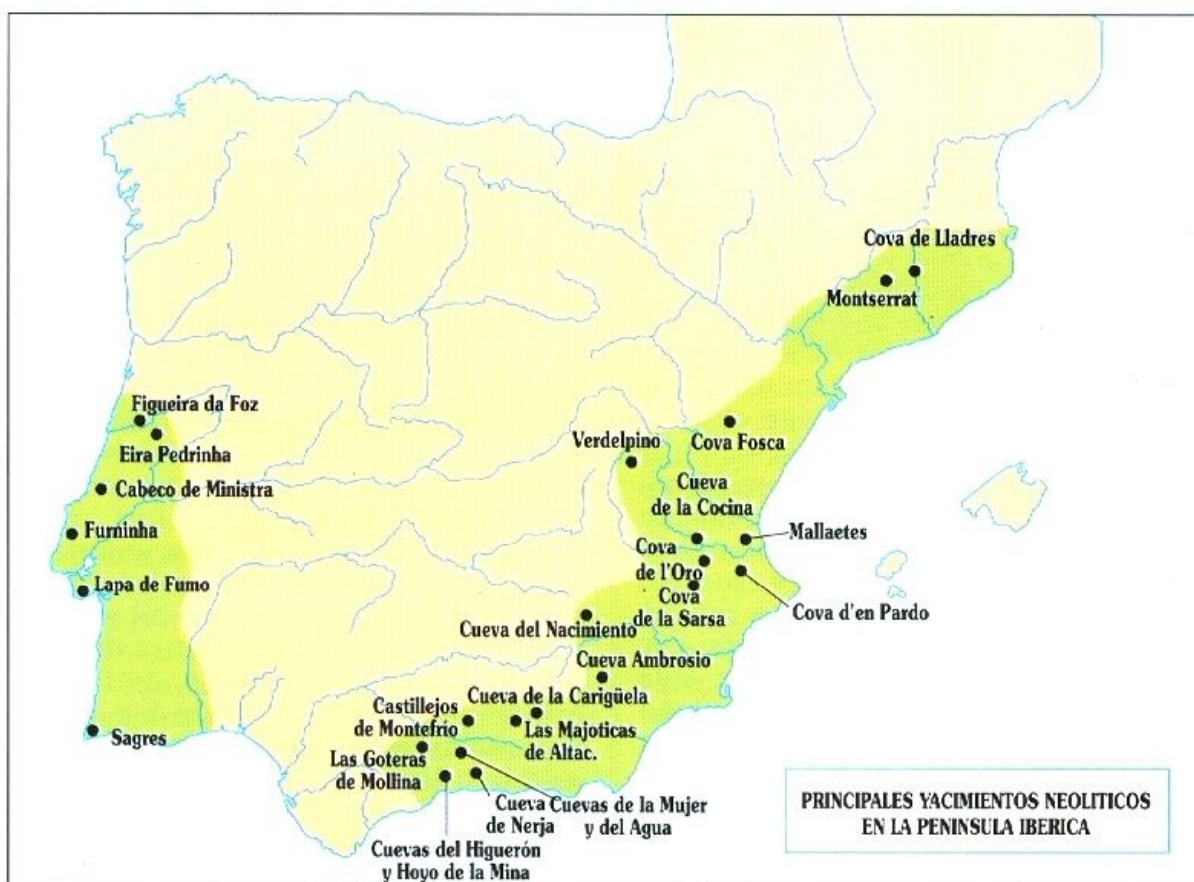 Cova de Lladres
Montserrat
Figueira da Foz
Eira Pedrinha
Verdelpino
Cova Fosca
Cabeco de Ministra
Cueva
de la Cocina
Furninha
Mallaetes
Cova
de l'Oro
Lapa de Fumo
Cova
de la Sarsa
Cova d'en Pardo
Cueva del Nacimiento
Cueva Ambrosio
Cueva de la Carigüela
Castillejos
de Montefrío
Las Majoticas
de Altac.
Sagres
Las Goteras
de Mollina
Cueva
de Nerja
Cuevas de la Mujer
y del Agua
Cuevas del Higuerón
y Hoyo de la Mina
PRINCIPALES YACIMIENTOS NEOLITICOS
EN LA PENINSULA IBERICA